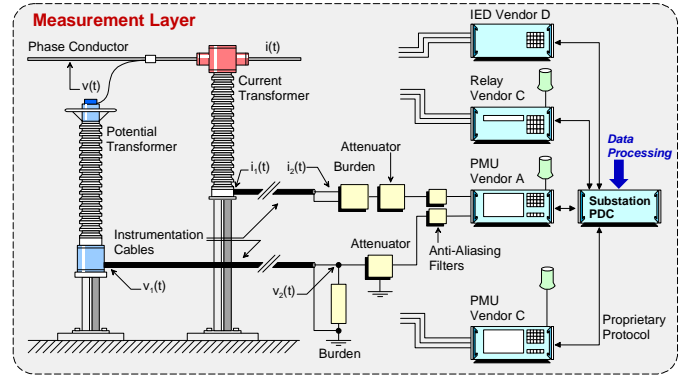 Measurement Layer
Phase Conductor
i(t)
v(t)
Current
Transformer
Potential
Transformer
i1(t)
i2(t)
Burden
Attenuator
Instrumentation
Cables
v1(t)
v2(t)
Attenuator
Anti-Aliasing
Filters
Burden
IED Vendor D
Relay
Vendor C
PMU
Vendor A
PMU
Vendor C
Data
Processing
Substation
PDC
Proprietary
Protocol